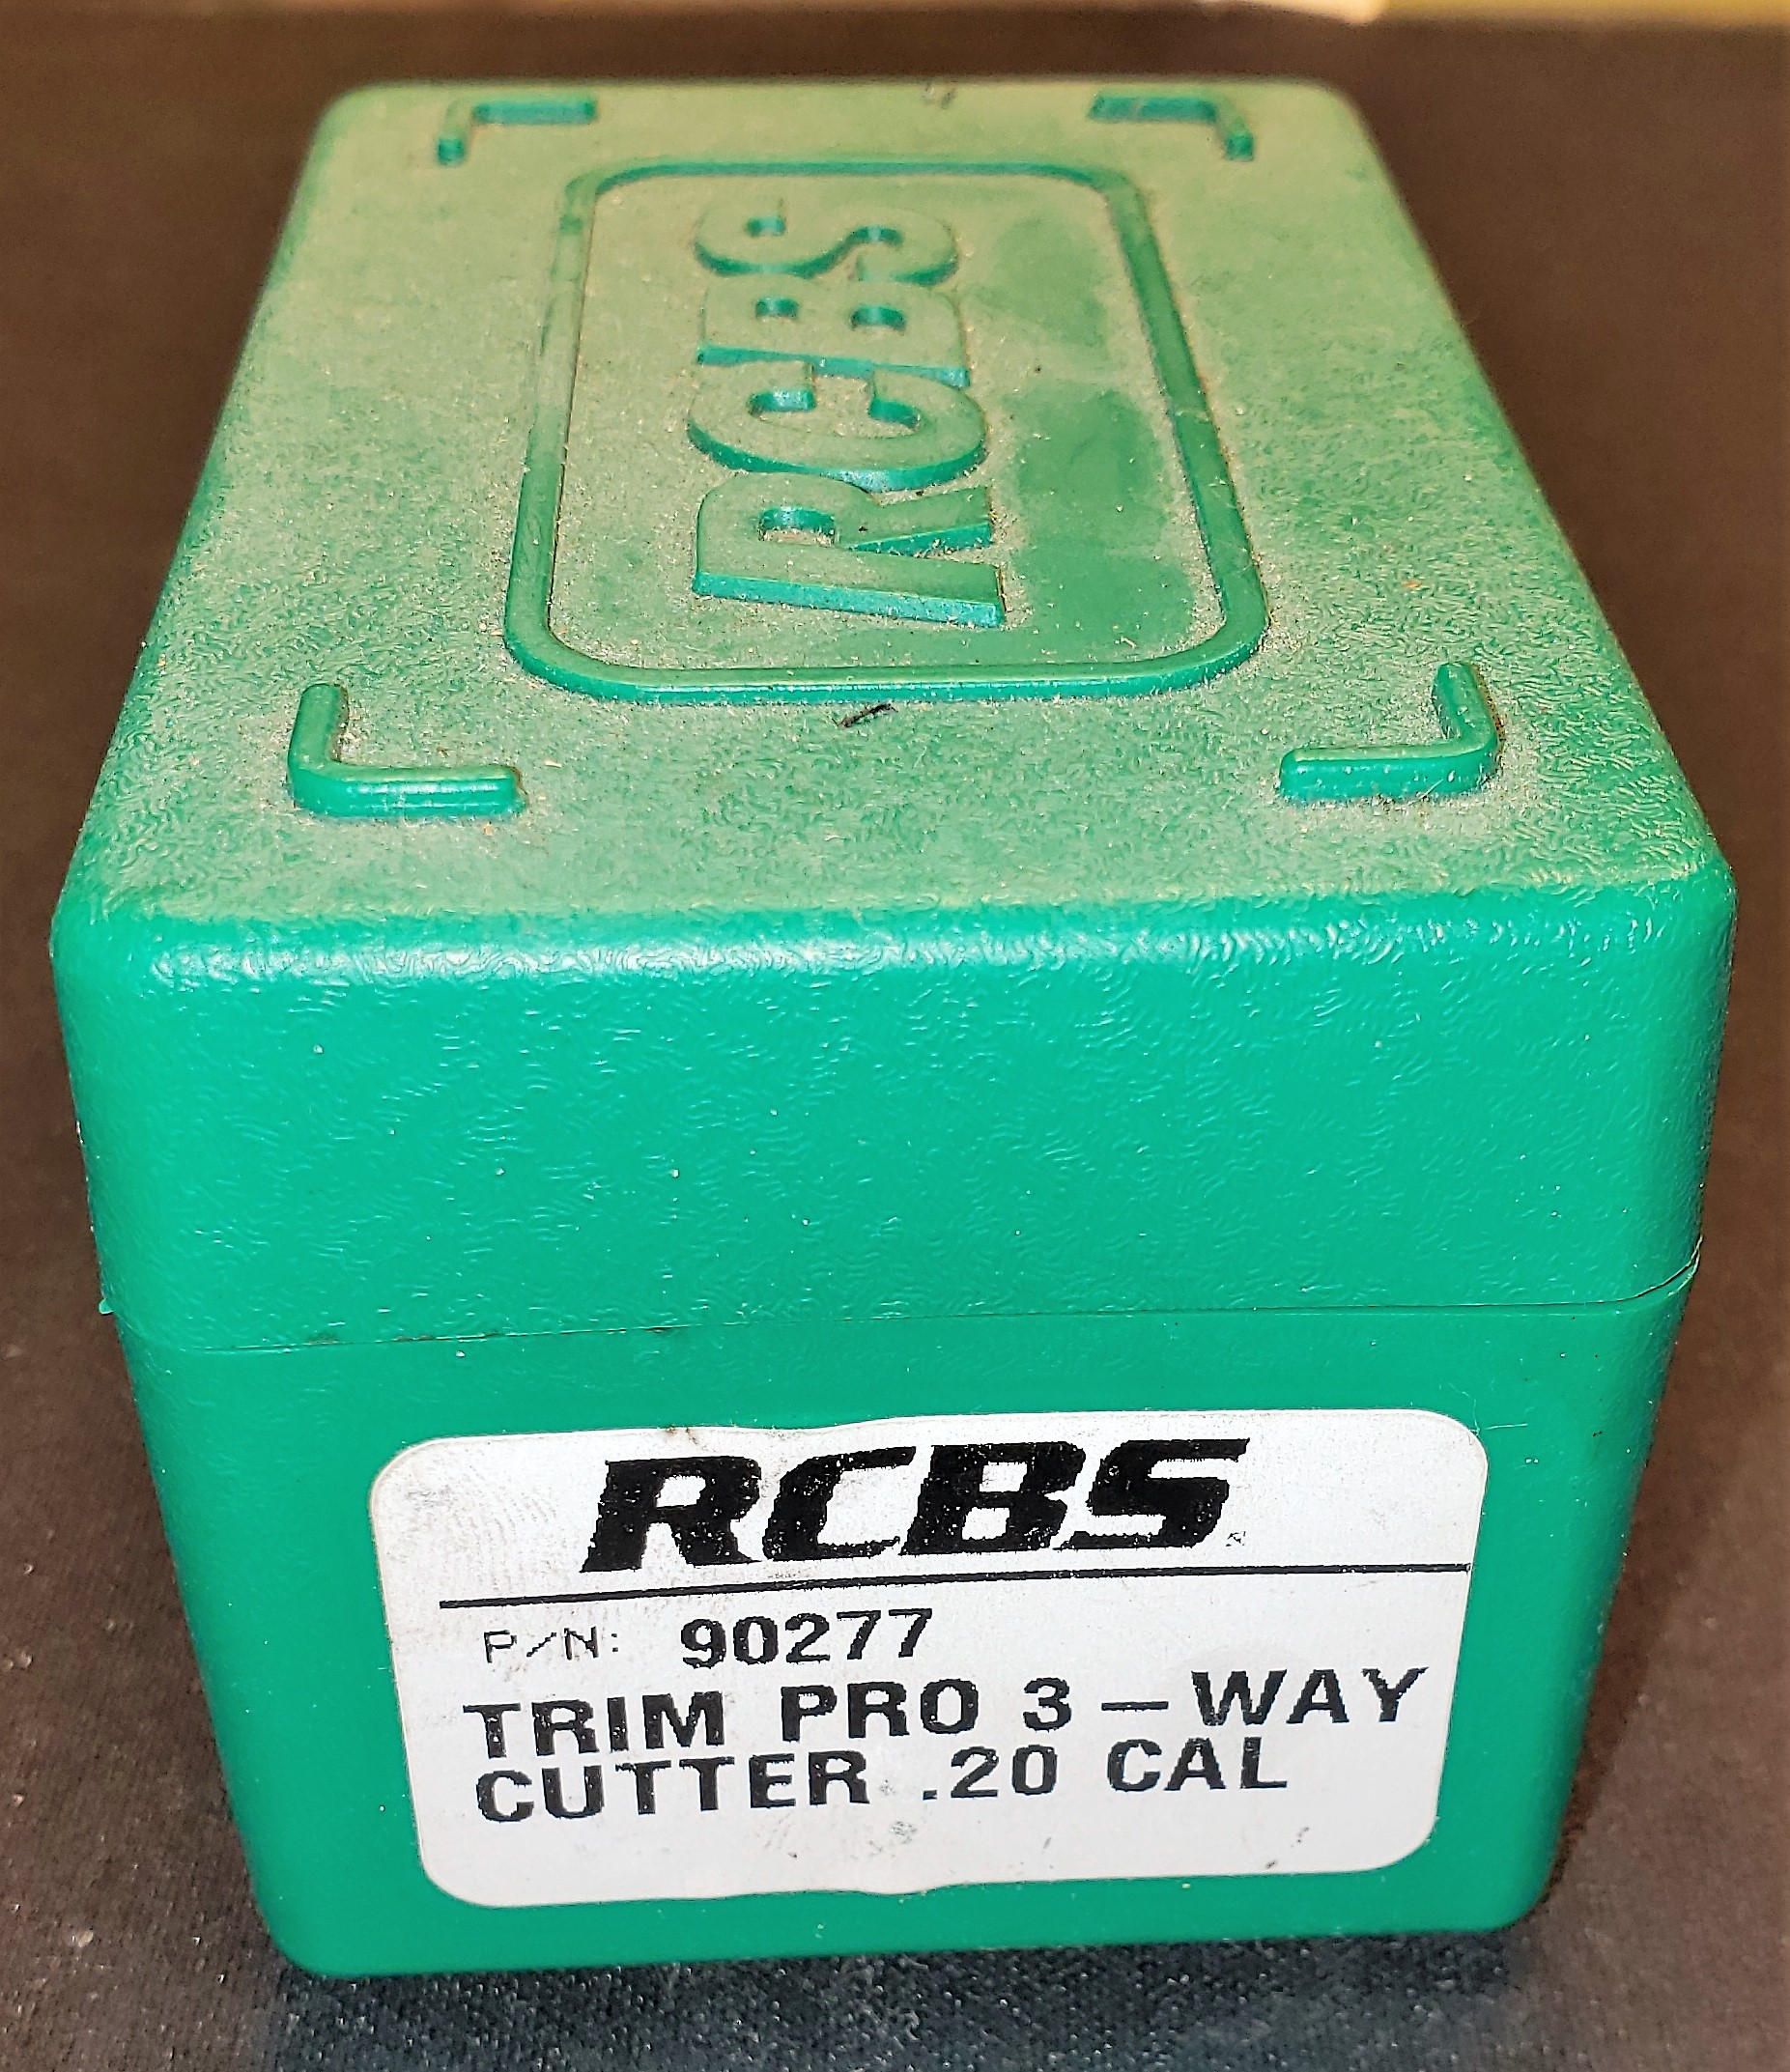 RCBS
RCBS
P/N: 90277
TRIM PRO 3-WAY
CUTTER .20 CAL